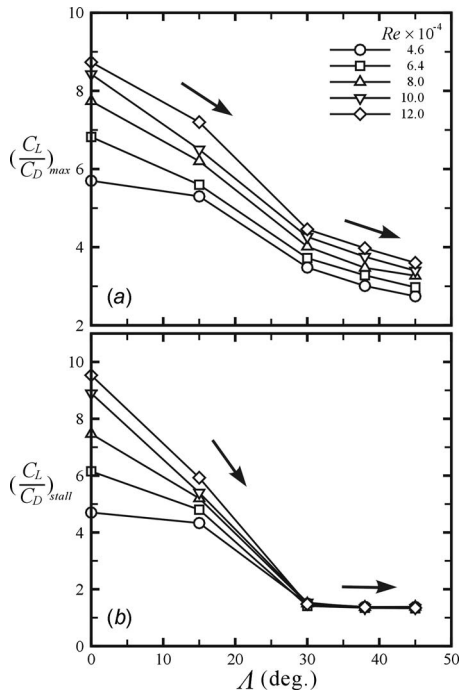 10
8
6
4
2
(C_L/C_D)_max
Re × 10^-4
4.6
6.4
8.0
10.0
12.0
(a)
10
8
6
4
2
0
(C_L/C_D)_stall
(b)
0 10 20 30 40 50
Λ (deg.)